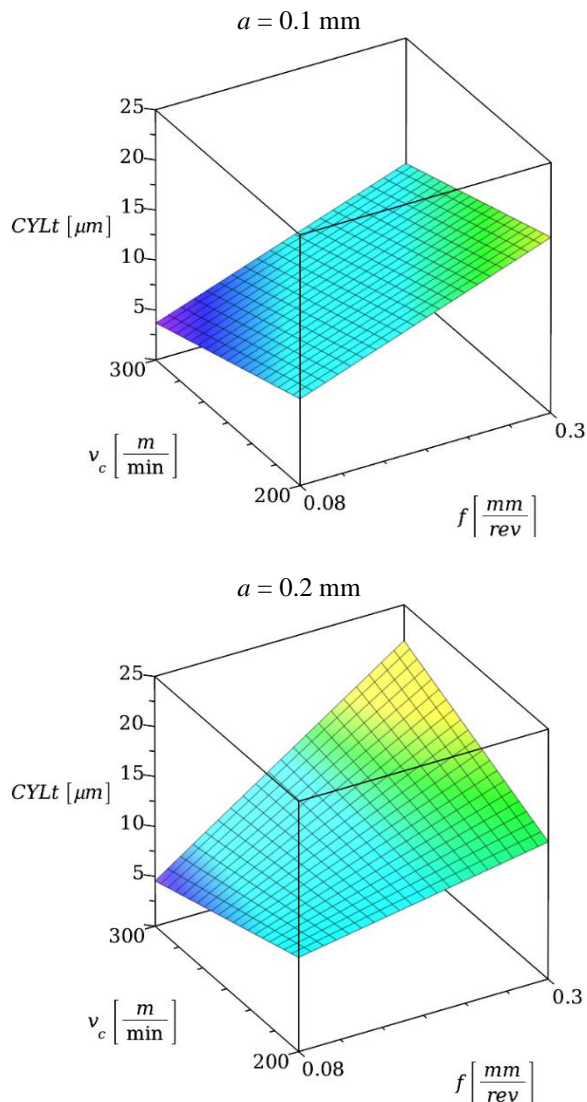 a = 0.1 mm
25
20
15
CYLt [μm]
10
5
300
v_c [m/min]
200
0.08
0.3
f [mm/rev]
a = 0.2 mm
25
20
15
CYLt [μm]
10
5
300
v_c [m/min]
200
0.08
0.3
f [mm/rev]